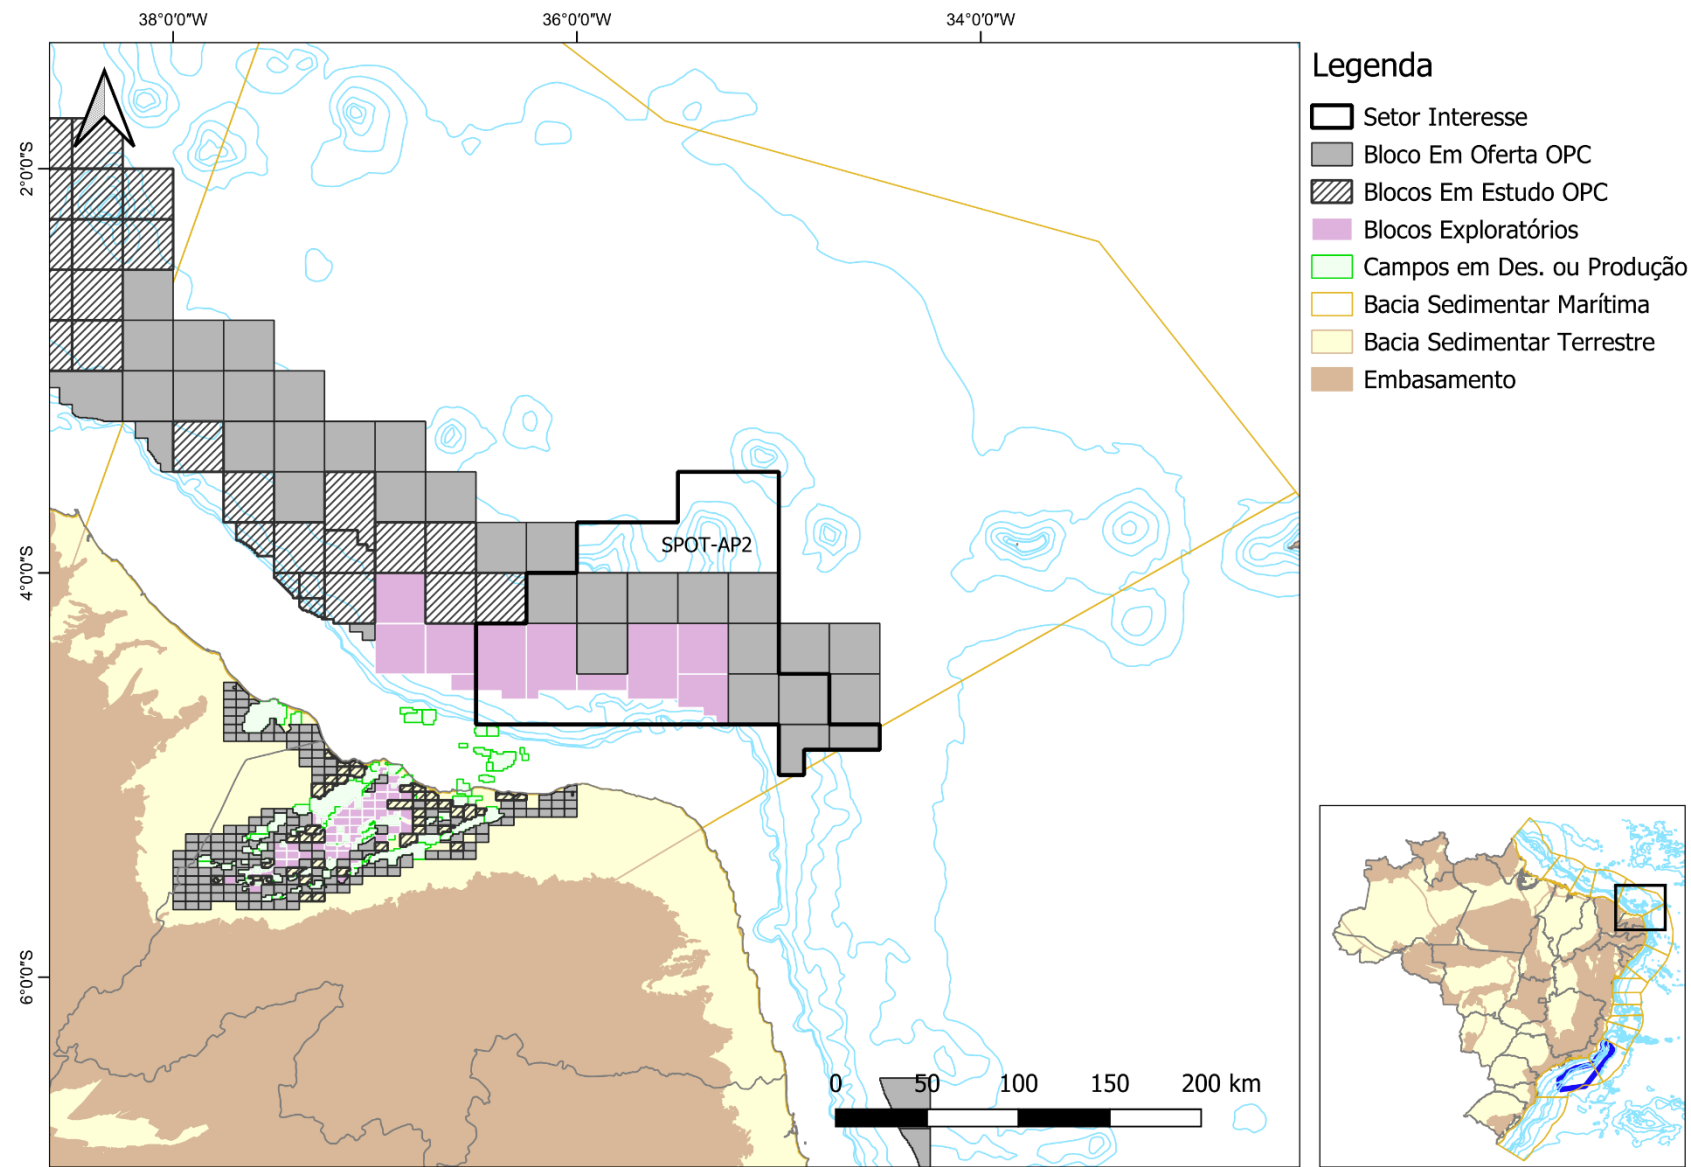 38°0′0″W
36°0′0″W
34°0′0″W
2°0′0″S
4°0′0″S
6°0′0″S
SPOT-AP2
0 50 100 150 200 km
Legenda
Setor Interesse
Bloco Em Oferta OPC
Blocos Em Estudo OPC
Blocos Exploratórios
Campos em Des. ou Produção
Bacia Sedimentar Marítima
Bacia Sedimentar Terrestre
Embasamento